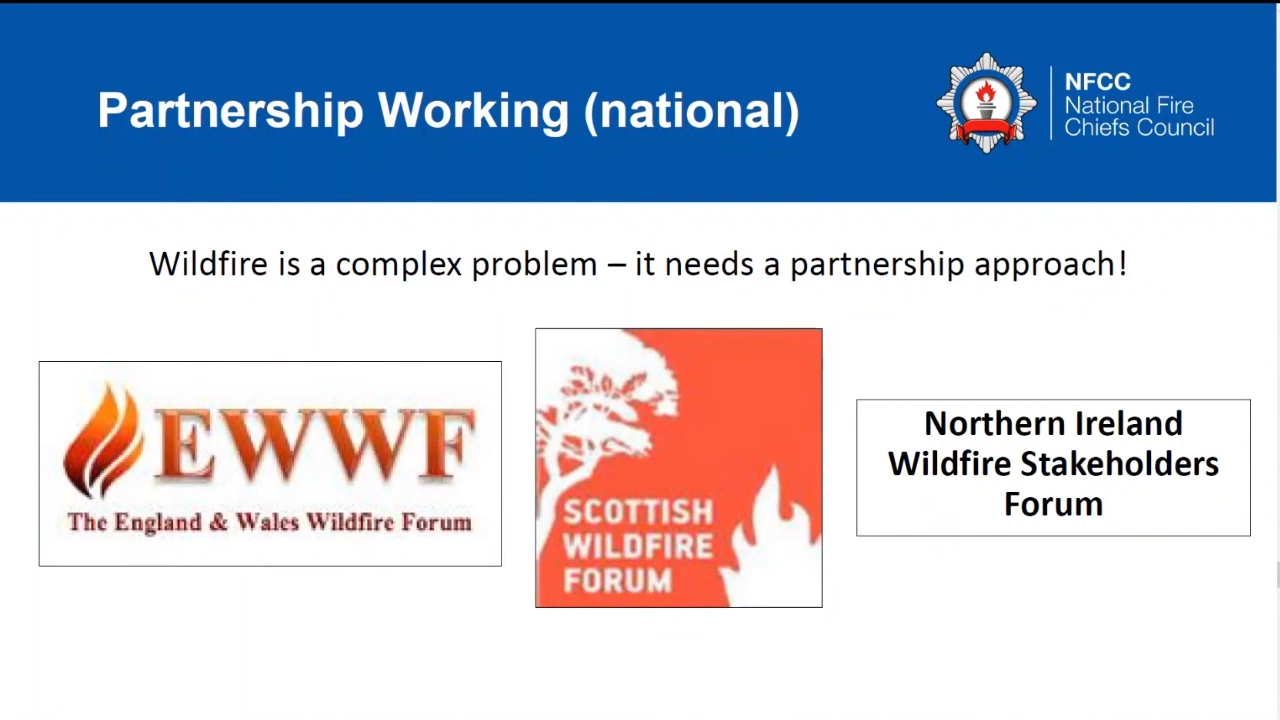 Partnership Working (national)
NFCC
National Fire
Chiefs Council
Wildfire is a complex problem – it needs a partnership approach!
EWWF
The England & Wales Wildfire Forum
SCOTTISH
WILDFIRE
FORUM
Northern Ireland
Wildfire Stakeholders
Forum